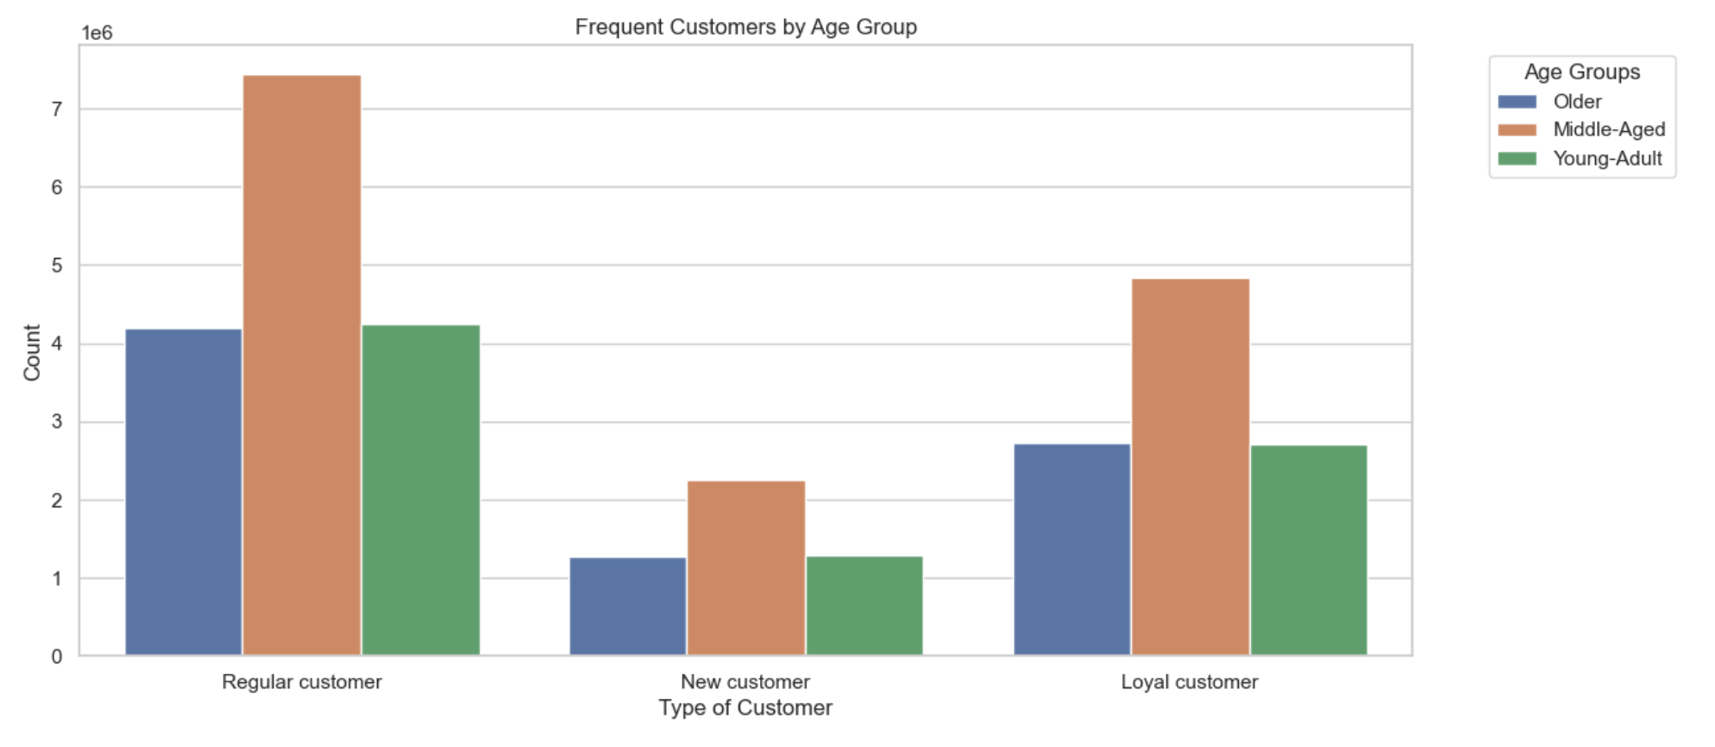 Frequent Customers by Age Group
1e6
7
6
5
4
3
2
1
0
Count
Regular customer
New customer
Loyal customer
Type of Customer
Age Groups
Older
Middle-Aged
Young-Adult